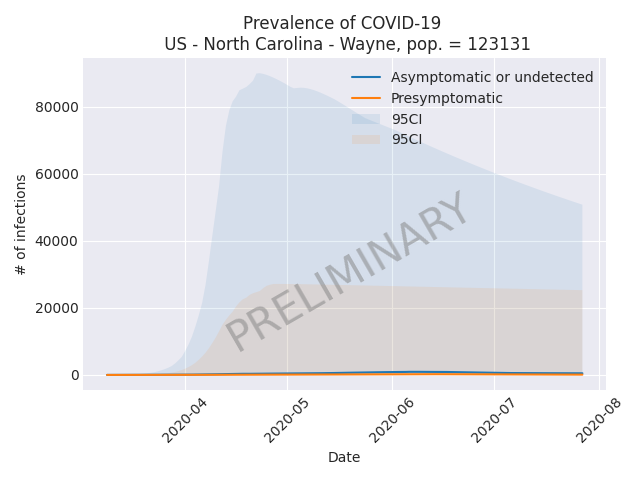 Prevalence of COVID-19
US - North Carolina - Wayne, pop. = 123131
Asymptomatic or undetected
Presymptomatic
95CI
95CI
80000
60000
40000
20000
0
# of infections
PRELIMINARY
2020-04
2020-05
2020-06
2020-07
2020-08
Date